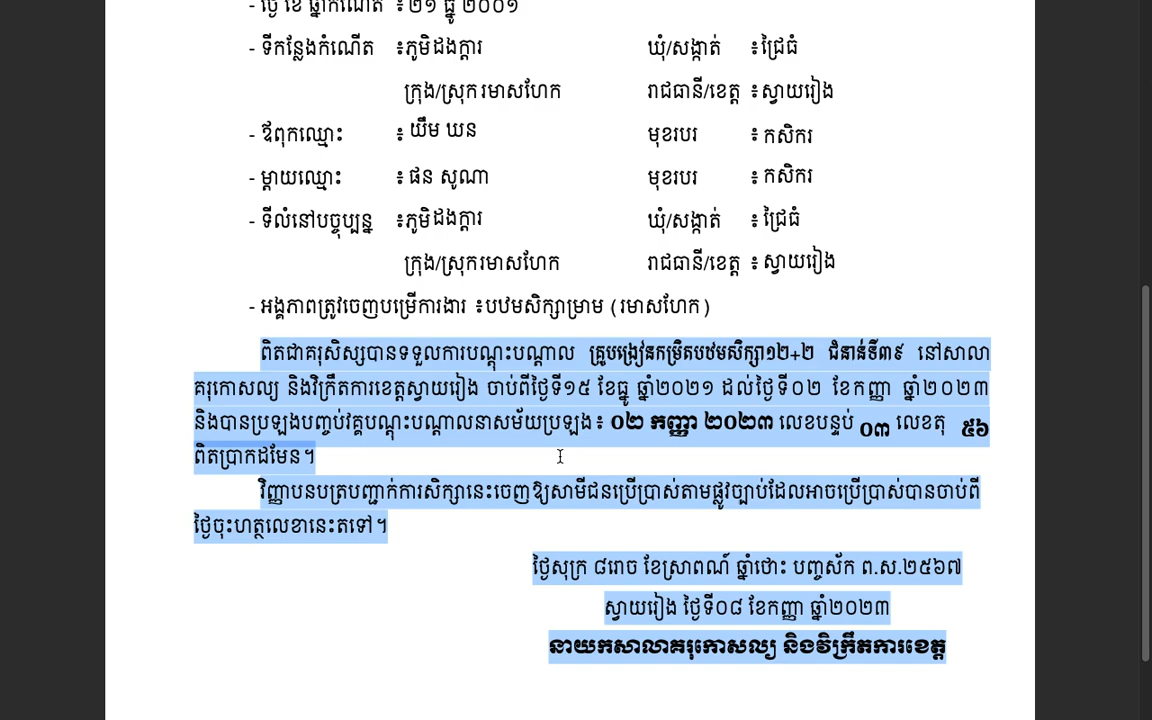 - ថ្ងៃ ខែ ឆ្នាំកំណើត ៖ ២១ ធ្នូ ២០០១
- ទីកន្លែងកំណើត ៖ភូមិដងក្ដារ ឃុំ/សង្កាត់ ៖ជ្រៃធំ
ក្រុង/ស្រុករមាសហែក រាជធានី/ខេត្ត ៖ស្វាយរៀង
- ឪពុកឈ្មោះ ៖ យឹម ឃន មុខរបរ ៖ កសិករ
- ម្ដាយឈ្មោះ ៖ ផន សូណា មុខរបរ ៖ កសិករ
- ទីលំនៅបច្ចុប្បន្ន ៖ភូមិដងក្ដារ ឃុំ/សង្កាត់ ៖ ជ្រៃធំ
ក្រុង/ស្រុករមាសហែក រាជធានី/ខេត្ត ៖ ស្វាយរៀង
- អង្គភាពត្រូវចេញបម្រើការងារ ៖បឋមសិក្សាម្រាម (រមាសហែក)
ពិតជាគរុសិស្សបានទទួលការបណ្ដុះបណ្ដាល គ្រូបង្រៀនកម្រិតបឋមសិក្សា១២+២ ជំនាន់ទី៣៩ នៅសាលា
គរុកោសល្យ និងវិក្រឹតការខេត្តស្វាយរៀង ចាប់ពីថ្ងៃទី១៥ ខែធ្នូ ឆ្នាំ២០២១ ដល់ថ្ងៃទី០២ ខែកញ្ញា ឆ្នាំ២០២៣
និងបានប្រឡងបញ្ចប់វគ្គបណ្ដុះបណ្ដាលនាសម័យប្រឡង៖ ០២ កញ្ញា ២០២៣ លេខបន្ទប់ ០៣ លេខតុ ៥៦
ពិតប្រាកដមែន។
វិញ្ញាបនបត្របញ្ជាក់ការសិក្សានេះចេញឱ្យសាមីជនប្រើប្រាស់តាមផ្លូវច្បាប់ដែលអាចប្រើប្រាស់បានចាប់ពី
ថ្ងៃចុះហត្ថលេខានេះតទៅ។
ថ្ងៃសុក្រ ៨រោច ខែស្រាពណ៍ ឆ្នាំថោះ បញ្ចស័ក ព.ស.២៥៦៧
ស្វាយរៀង ថ្ងៃទី០៨ ខែកញ្ញា ឆ្នាំ២០២៣
នាយកសាលាគរុកោសល្យ និងវិក្រឹតការខេត្ត